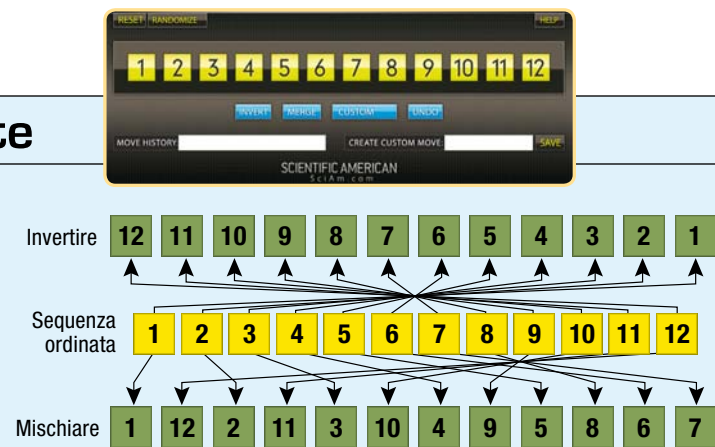 RESET RANDOMIZE HELP
1 2 3 4 5 6 7 8 9 10 11 12
INVERT MERGE CUSTOM UNDO
MOVE HISTORY: CREATE CUSTOM MOVE: SAVE
SCIENTIFIC AMERICAN
SciAm.com
te
Invertire 12 11 10 9 8 7 6 5 4 3 2 1
Sequenza
ordinata 1 2 3 4 5 6 7 8 9 10 11 12
Mischiare 1 12 2 11 3 10 4 9 5 8 6 7